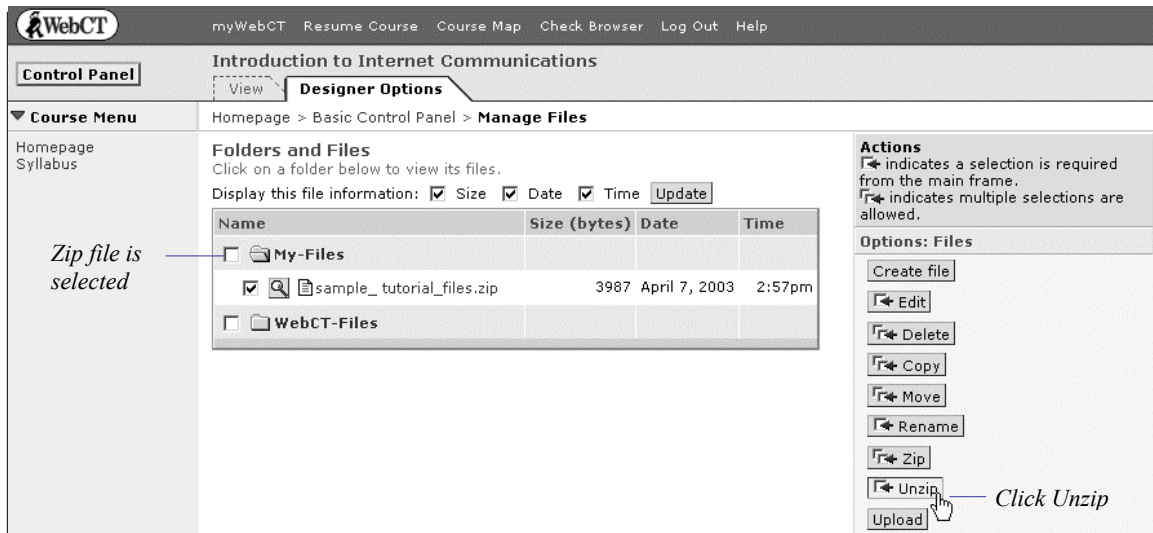 WebCT
myWebCT Resume Course Course Map Check Browser Log Out Help
Control Panel
Introduction to Internet Communications
View Designer Options
Course Menu
Homepage > Basic Control Panel > Manage Files
Homepage
Syllabus
Folders and Files
Click on a folder below to view its files.
Display this file information: Size Date Time Update
Name Size (bytes) Date Time
My-Files
sample_ tutorial_files.zip 3987 April 7, 2003 2:57pm
WebCT-Files
Zip file is
selected
Actions
indicates a selection is required
from the main frame.
indicates multiple selections are
allowed.
Options: Files
Create file
Edit
Delete
Copy
Move
Rename
Zip
Unzip
Click Unzip
Upload